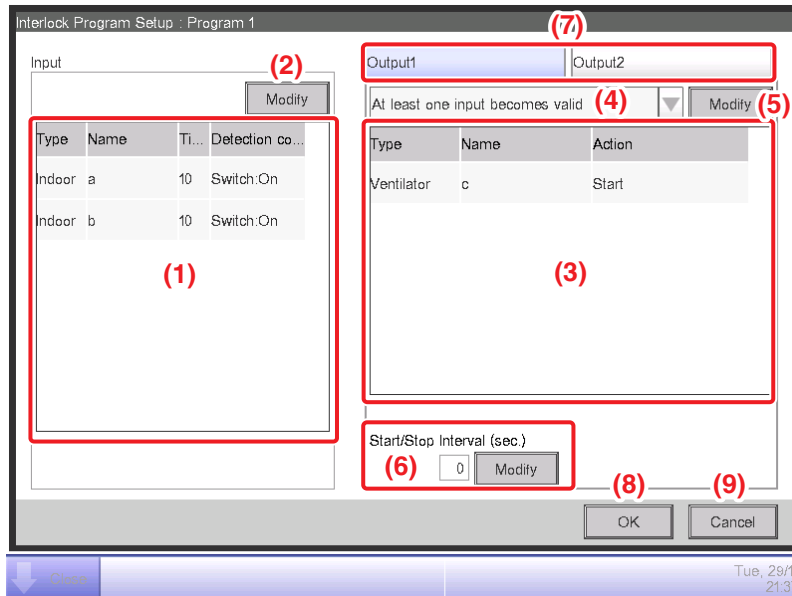 Interlock Program Setup : Program 1
(7)
Input
(2)
Modify
Output1
Output2
At least one input becomes valid
(4)
Modify
(5)
Type Name Ti... Detection co...
Indoor a 10 Switch:On
Indoor b 10 Switch:On
(1)
Type Name Action
Ventilator c Start
(3)
Start/Stop Interval (sec.)
(6)
0
Modify
(8)
(9)
OK
Cancel
Close
Tue, 29/1
21:3